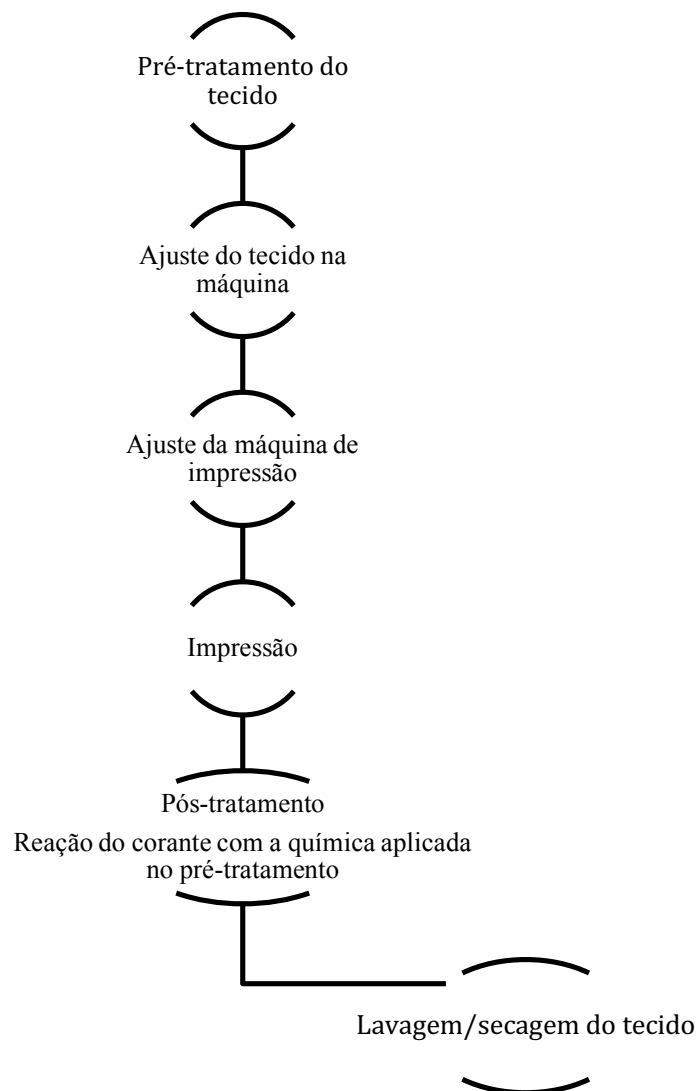 Pré-tratamento do
tecido
Ajuste do tecido na
máquina
Ajuste da máquina de
impressão
Impressão
Pós-tratamento
Reação do corante com a química aplicada
no pré-tratamento
Lavagem/secagem do tecido